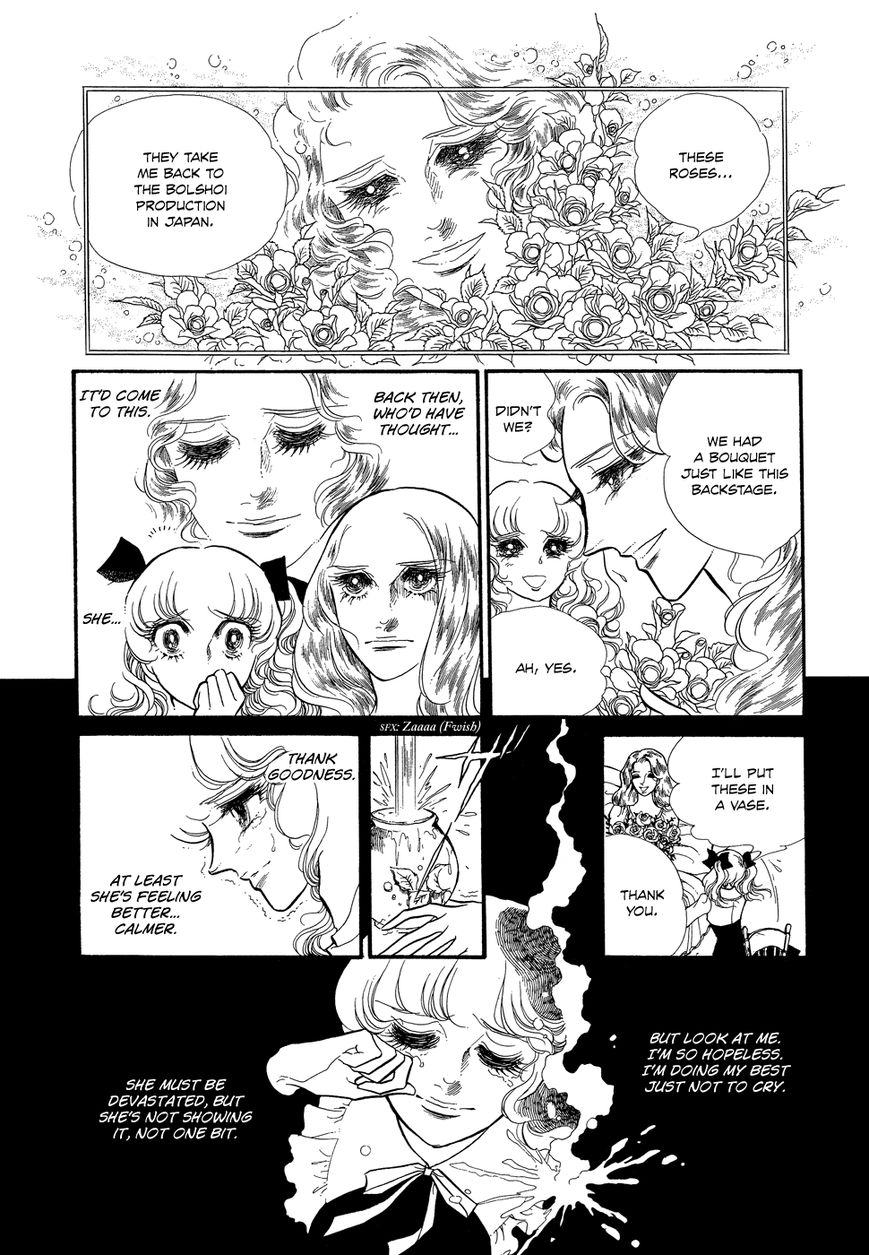 THESE
ROSES...
THEY TAKE
ME BACK TO
THE BOLSHOI
PRODUCTION
IN JAPAN.
WE HAD
A BOUQUET
JUST LIKE THIS
BACKSTAGE.
DIDN'T
WE?
AH, YES.
BACK THEN,
WHO'D HAVE
THOUGHT...
IT'D COME
TO THIS.
SHE...
I'LL PUT
THESE IN
A VASE.
THANK
YOU.
SFX: Zaaaa (Fwish)
THANK
GOODNESS.
AT LEAST
SHE'S FEELING
BETTER...
CALMER.
BUT LOOK AT ME.
I'M SO HOPELESS.
I'M DOING MY BEST
JUST NOT TO CRY.
SHE MUST BE
DEVASTATED, BUT
SHE'S NOT SHOWING
IT, NOT ONE BIT.